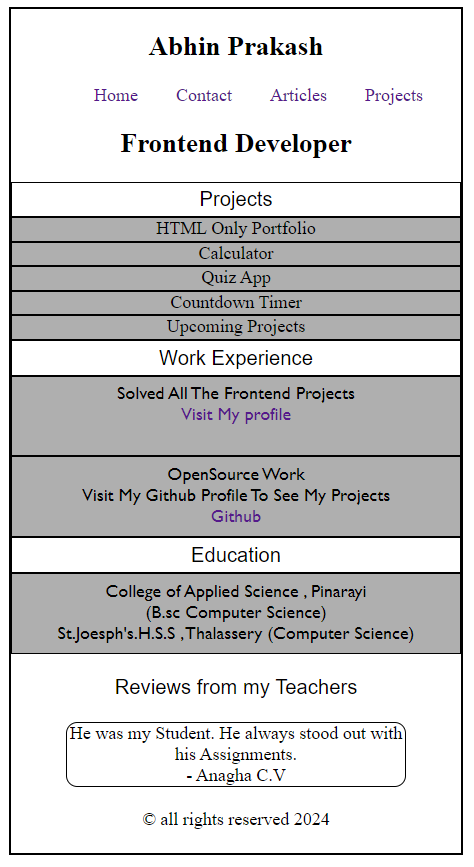 Abhin Prakash
Home Contact Articles Projects
Frontend Developer
Projects
HTML Only Portfolio
Calculator
Quiz App
Countdown Timer
Upcoming Projects
Work Experience
Solved All The Frontend Projects
Visit My profile
OpenSource Work
Visit My Github Profile To See My Projects
Github
Education
College of Applied Science , Pinarayi
(B.sc Computer Science)
St.Joesph's.H.S.S , Thalassery (Computer Science)
Reviews from my Teachers
He was my Student. He always stood out with
his Assignments.
- Anagha C.V
© all rights reserved 2024